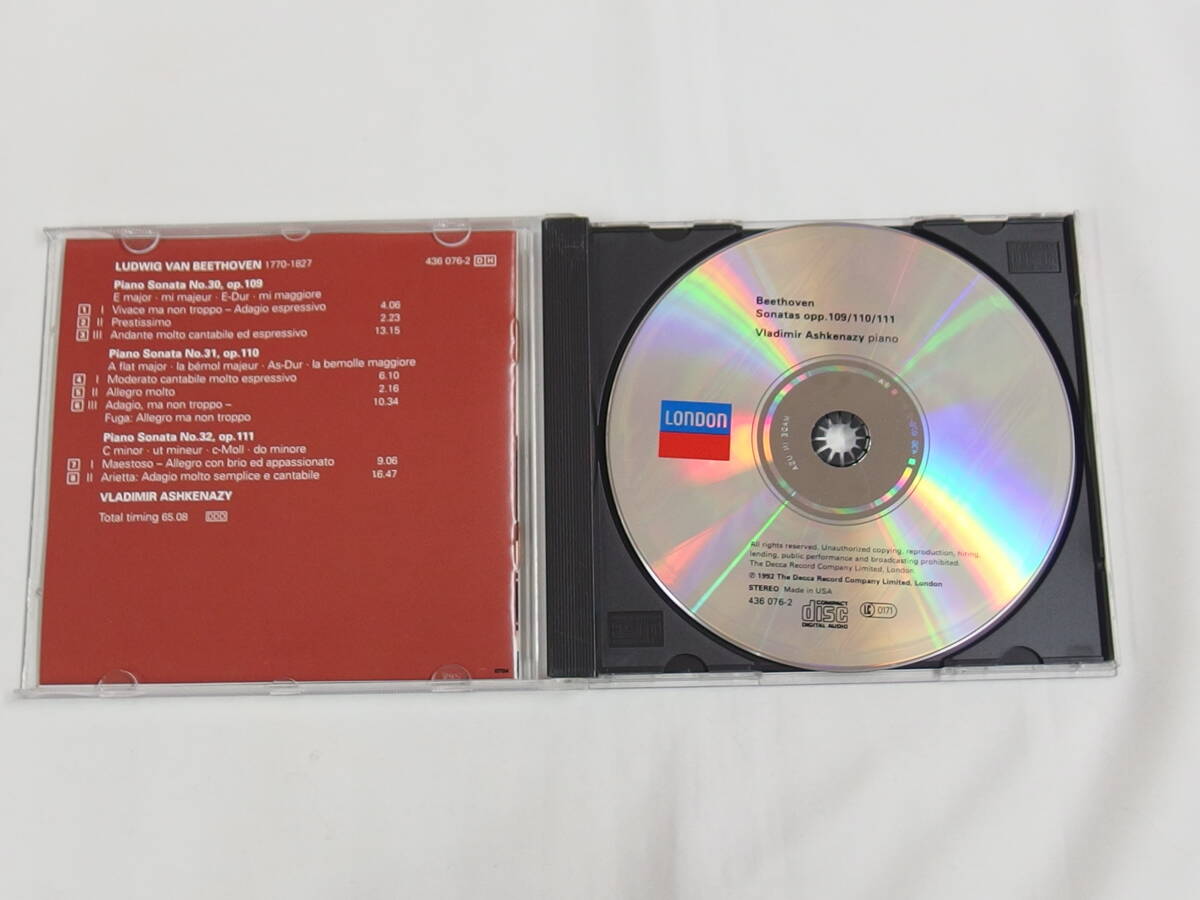 LUDWIG VAN BEETHOVEN 1770-1827 436 076-2 DH
Piano Sonata No.30, op.109
E major · mi majeur · E-Dur · mi maggiore
1 I Vivace ma non troppo – Adagio espressivo 4.06
2 II Prestissimo 2.23
3 III Andante molto cantabile ed espressivo 13.15
Piano Sonata No.31, op.110
A flat major · la bémol majeur · As-Dur · la bemolle maggiore
4 I Moderato cantabile molto espressivo 6.10
5 II Allegro molto 2.16
6 III Adagio, ma non troppo – 10.34
Fuga: Allegro ma non troppo
Piano Sonata No.32, op.111
C minor · ut mineur · c-Moll · do minore
7 I Maestoso – Allegro con brio ed appassionato 9.06
8 II Arietta: Adagio molto semplice e cantabile 16.47
VLADIMIR ASHKENAZY
Total timing 65.08 DDD
Beethoven
Sonatas opp.109/110/111
Vladimir Ashkenazy piano
LONDON
MADE IN USA
All rights reserved. Unauthorized copying, reproduction, hiring,
lending, public performance and broadcasting prohibited.
The Decca Record Company Limited, London
℗ 1992 The Decca Record Company Limited, London
STEREO Made in USA
436 076-2 COMPACT disc DIGITAL AUDIO LC 0171